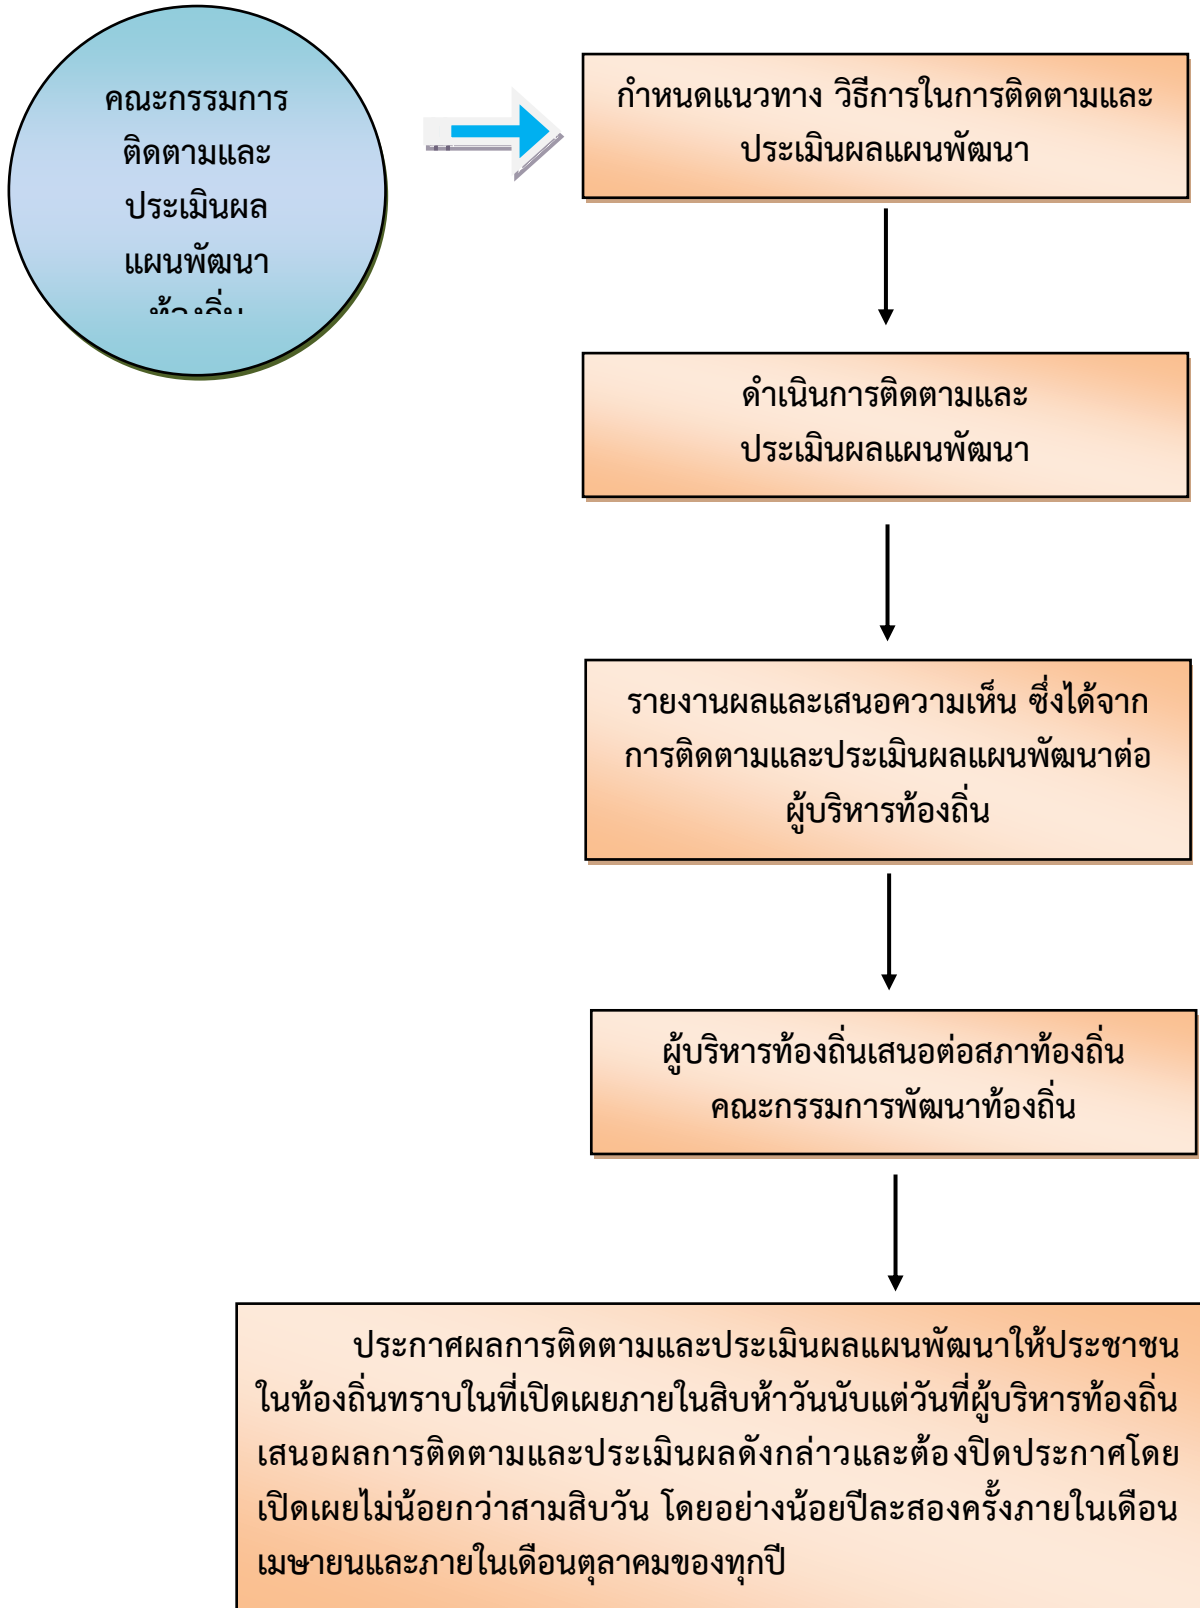 คณะกรรมการ
ติดตามและ
ประเมินผล
แผนพัฒนา
ท้องถิ่น
กำหนดแนวทาง วิธีการในการติดตามและ
ประเมินผลแผนพัฒนา
ดำเนินการติดตามและ
ประเมินผลแผนพัฒนา
รายงานผลและเสนอความเห็น ซึ่งได้จาก
การติดตามและประเมินผลแผนพัฒนาต่อ
ผู้บริหารท้องถิ่น
ผู้บริหารท้องถิ่นเสนอต่อสภาท้องถิ่น
คณะกรรมการพัฒนาท้องถิ่น
ประกาศผลการติดตามและประเมินผลแผนพัฒนาให้ประชาชน
ในท้องถิ่นทราบในที่เปิดเผยภายในสิบห้าวันนับแต่วันที่ผู้บริหารท้องถิ่น
เสนอผลการติดตามและประเมินผลดังกล่าวและต้องปิดประกาศโดย
เปิดเผยไม่น้อยกว่าสามสิบวัน โดยอย่างน้อยปีละสองครั้งภายในเดือน
เมษายนและภายในเดือนตุลาคมของทุกปี